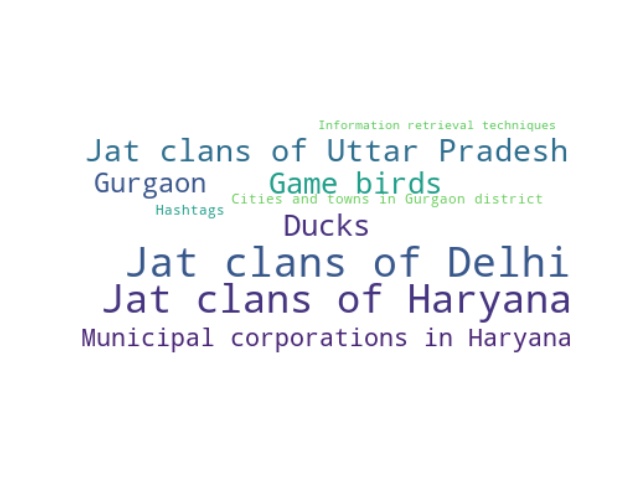 Information retrieval techniques
Jat clans of Uttar Pradesh
Gurgaon Game birds
Cities and towns in Gurgaon district
Hashtags
Ducks
Jat clans of Delhi
Jat clans of Haryana
Municipal corporations in Haryana